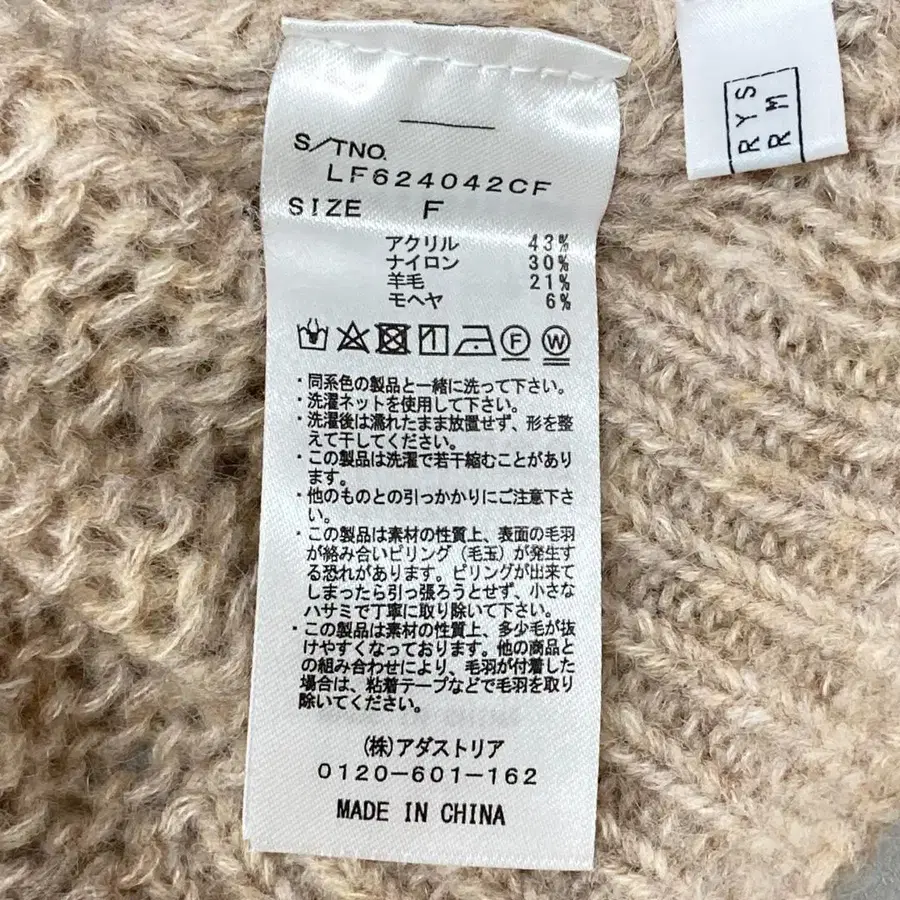 S/TNO.
LF624042CF
SIZE F
アクリル 43%
ナイロン 30%
羊毛 21%
モヘヤ 6%
F W
・同系色の製品と一緒に洗って下さい。
・洗濯ネットを使用して下さい。
・洗濯後は濡れたまま放置せず、形を整
えて干してください。
・この製品は洗濯で若干縮むことがあり
ます。
・他のものとの引っかかりにご注意下さ
い。
・この製品は素材の性質上、表面の毛羽
が絡み合いピリング（毛玉）が発生す
る恐れがあります。ピリングが出来て
しまったら引っ張ろうとせず、小さな
ハサミで丁寧に取り除いて下さい。
・この製品は素材の性質上、多少毛が抜
けやすくなっております。他の商品と
の組み合わせにより、毛羽が付着した
場合は、粘着テープなどで毛羽を取り
除いてください。
(株)アダストリア
0120-601-162
MADE IN CHINA
RYS
RM